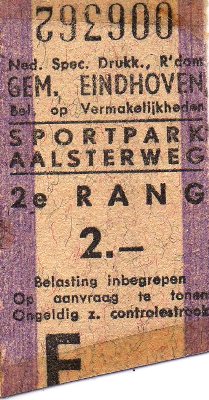 006362
Ned. Spec. Drukk., R'dam
GEM. EINDHOVEN
Bel. op Vermakelijkheden
SPORTPARK
AALSTERWEG
2e RANG
2.—
Belasting inbegrepen
Op aanvraag te tonen
Ongeldig z. controlestrook
F